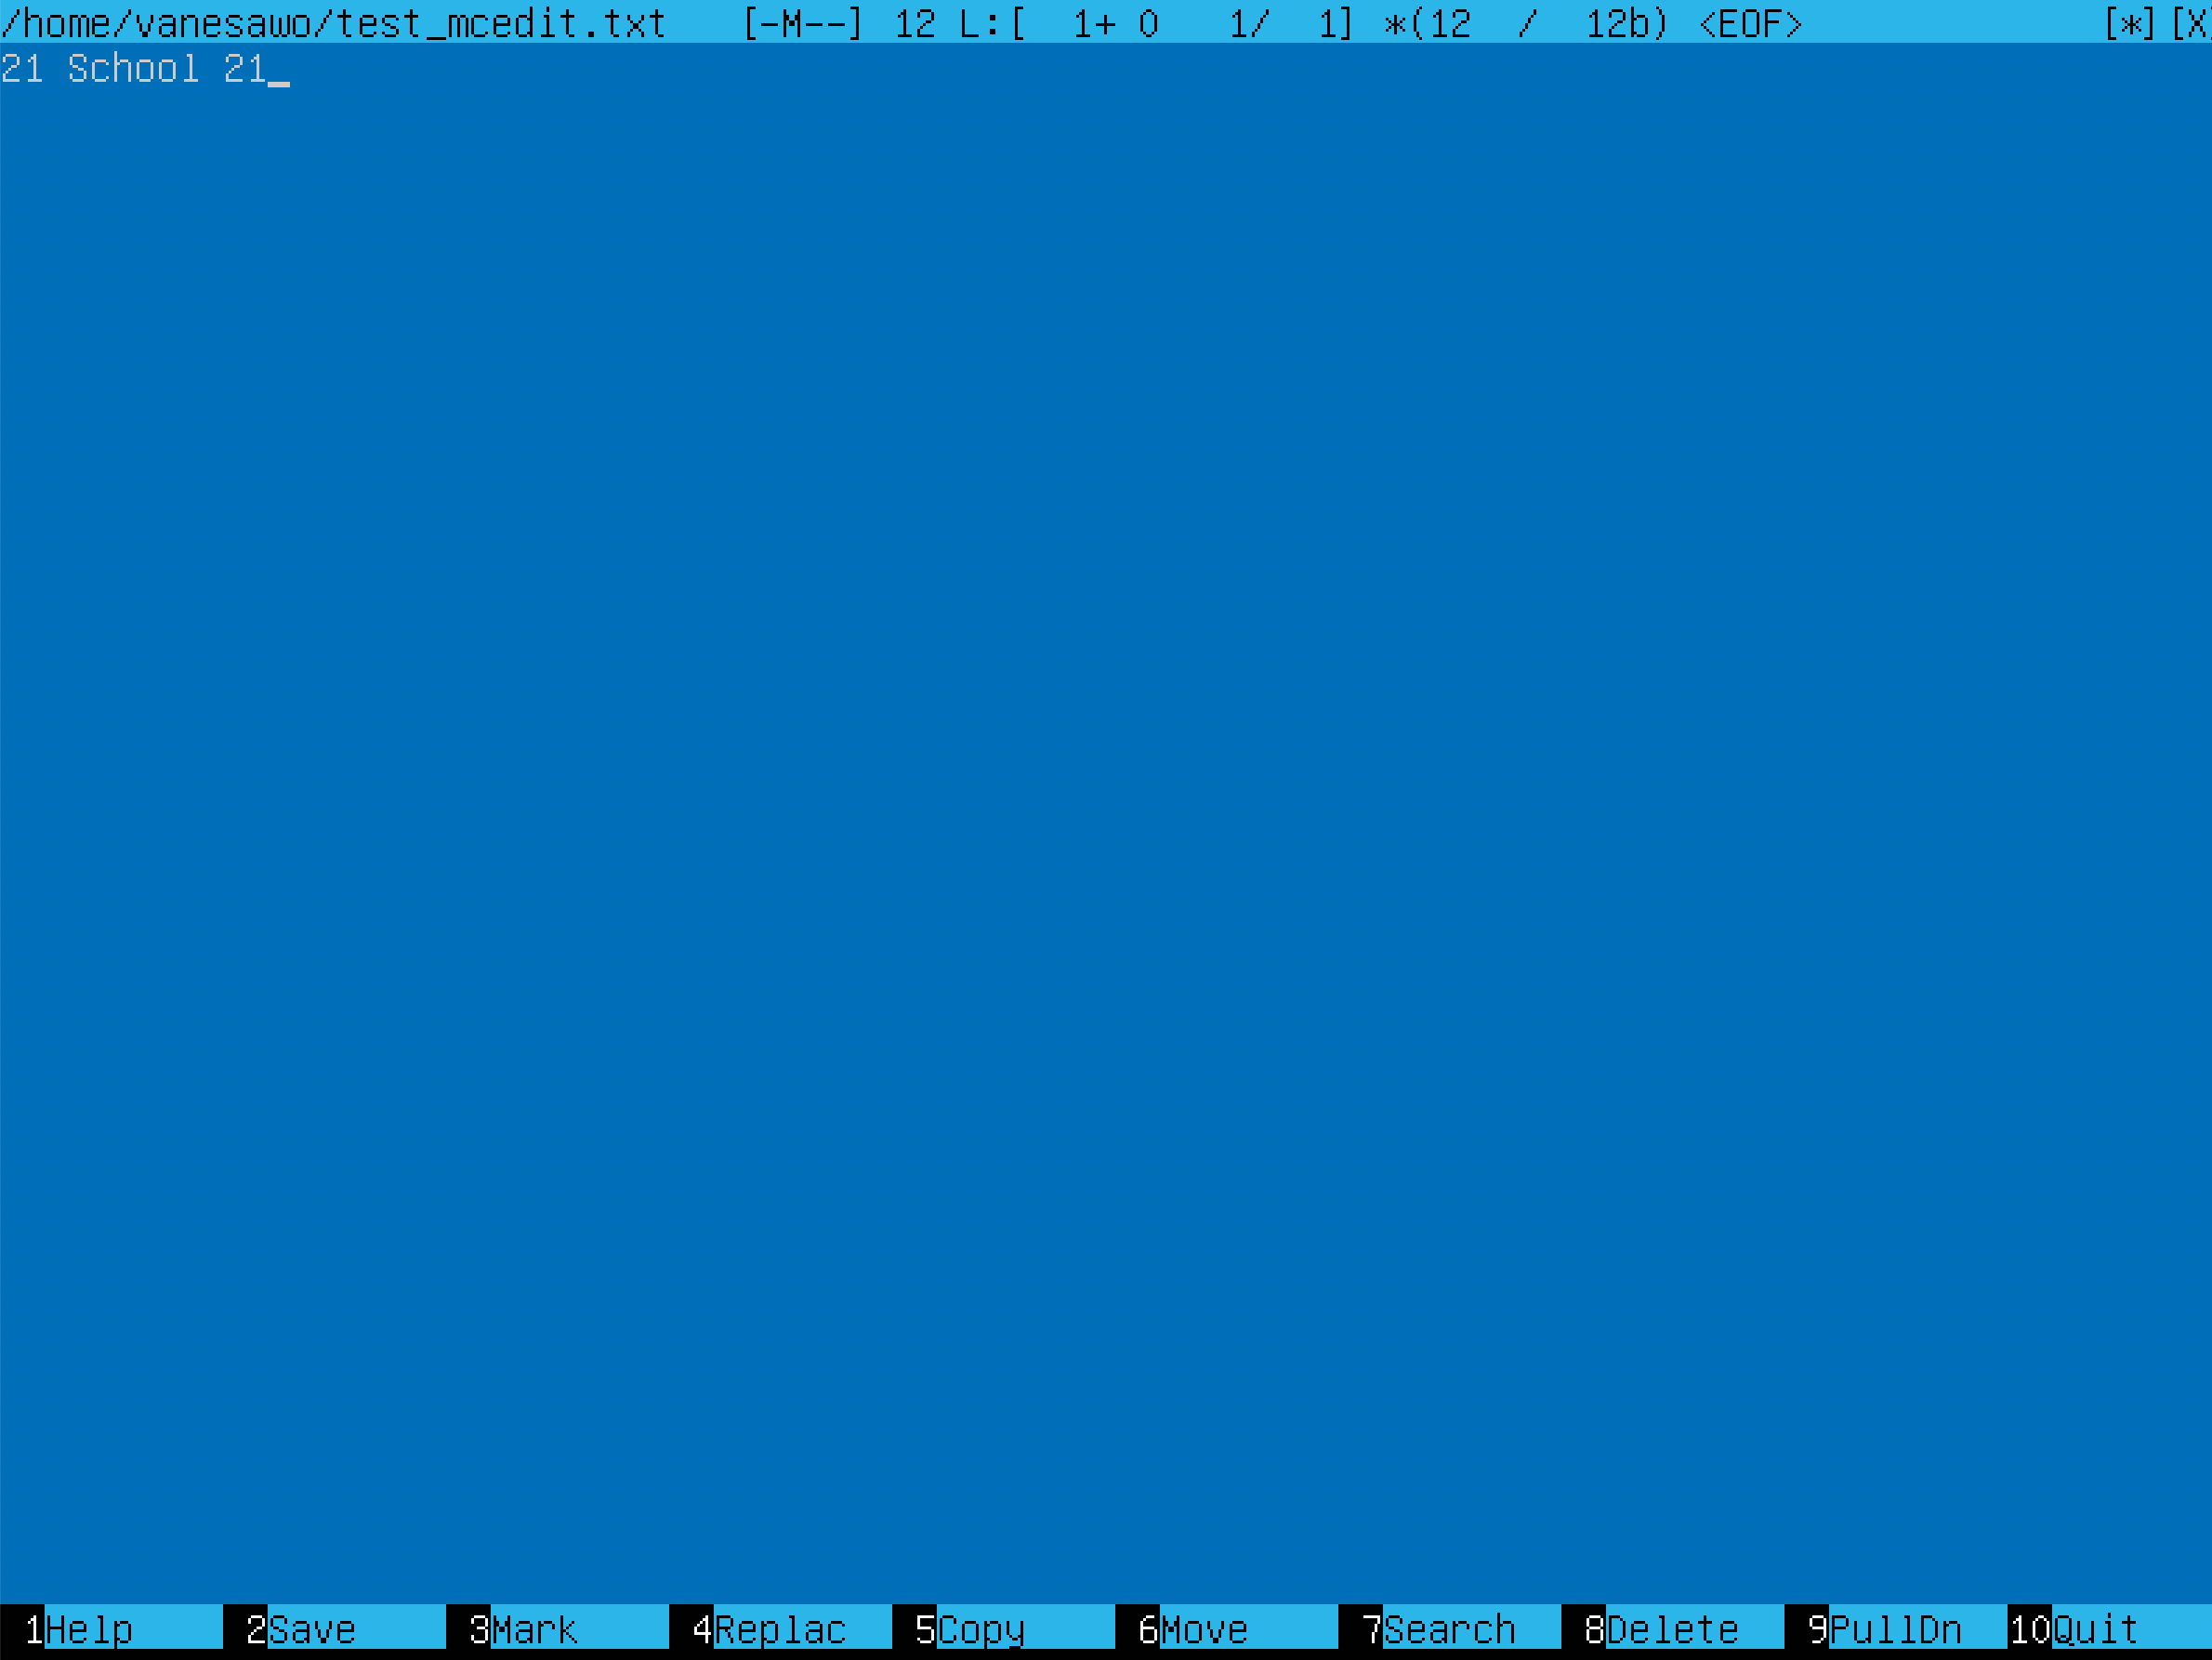 /home/vanesawo/test_mcedit.txt [-M--] 12 L:[ 1+ 0 1/ 1] *(12 / 12b) <EOF> [*][X]
21 School 21_
1Help 2Save 3Mark 4Replac 5Copy 6Move 7Search 8Delete 9PullDn 10Quit